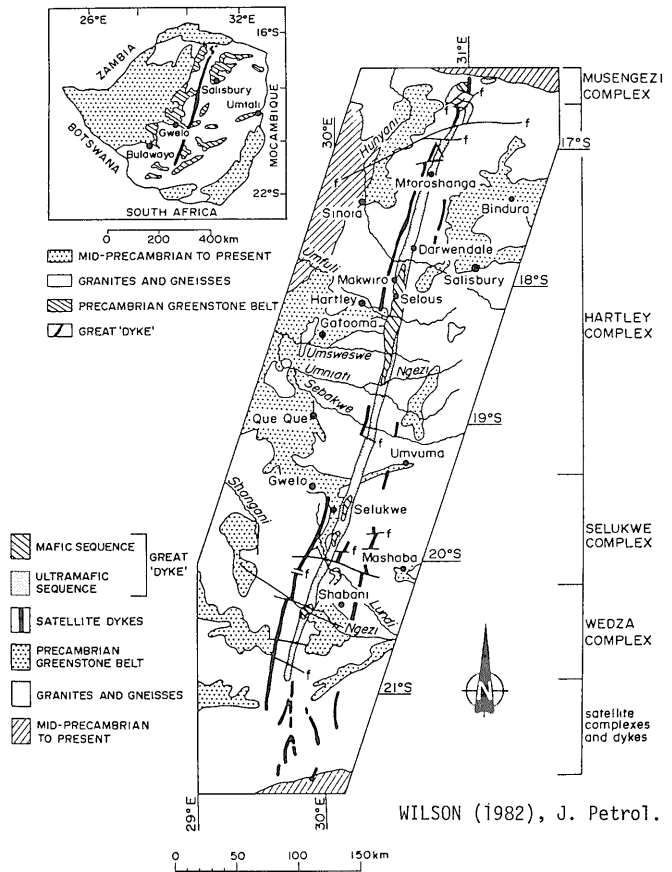 26°E
32°E
16°S
ZAMBIA
Salisbury
Umtali
Gwelo
Bulawayo
BOTSWANA
MOCAMBIQUE
22°S
SOUTH AFRICA
0 200 400km
MID-PRECAMBRIAN TO PRESENT
GRANITES AND GNEISSES
PRECAMBRIAN GREENSTONE BELT
GREAT 'DYKE'
31°E
30°E
MUSENGEZI
COMPLEX
f
f
f
Hunyani
17°S
f
Mtoroshanga
Sinoia
Bindura
Darwendale
Umfuli
Salisbury
18°S
Makwiro
Hartley
Selous
Gatooma
HARTLEY
COMPLEX
Umsweswe
Umniati
Ngezi
Sebakwe
Que Que
19°S
f
Umvuma
Gwelo
Shangani
Selukwe
SELUKWE
COMPLEX
f
f
Mashaba
20°S
f
Shabani
Lundi
Ngezi
WEDZA
COMPLEX
f
f
21°S
satellite
complexes
and dykes
N
MAFIC SEQUENCE
GREAT
'DYKE'
ULTRAMAFIC
SEQUENCE
SATELLITE DYKES
PRECAMBRIAN
GREENSTONE BELT
GRANITES AND GNEISSES
MID-PRECAMBRIAN
TO PRESENT
29°E
30°E
WILSON (1982), J. Petrol.
0 50 100 150km